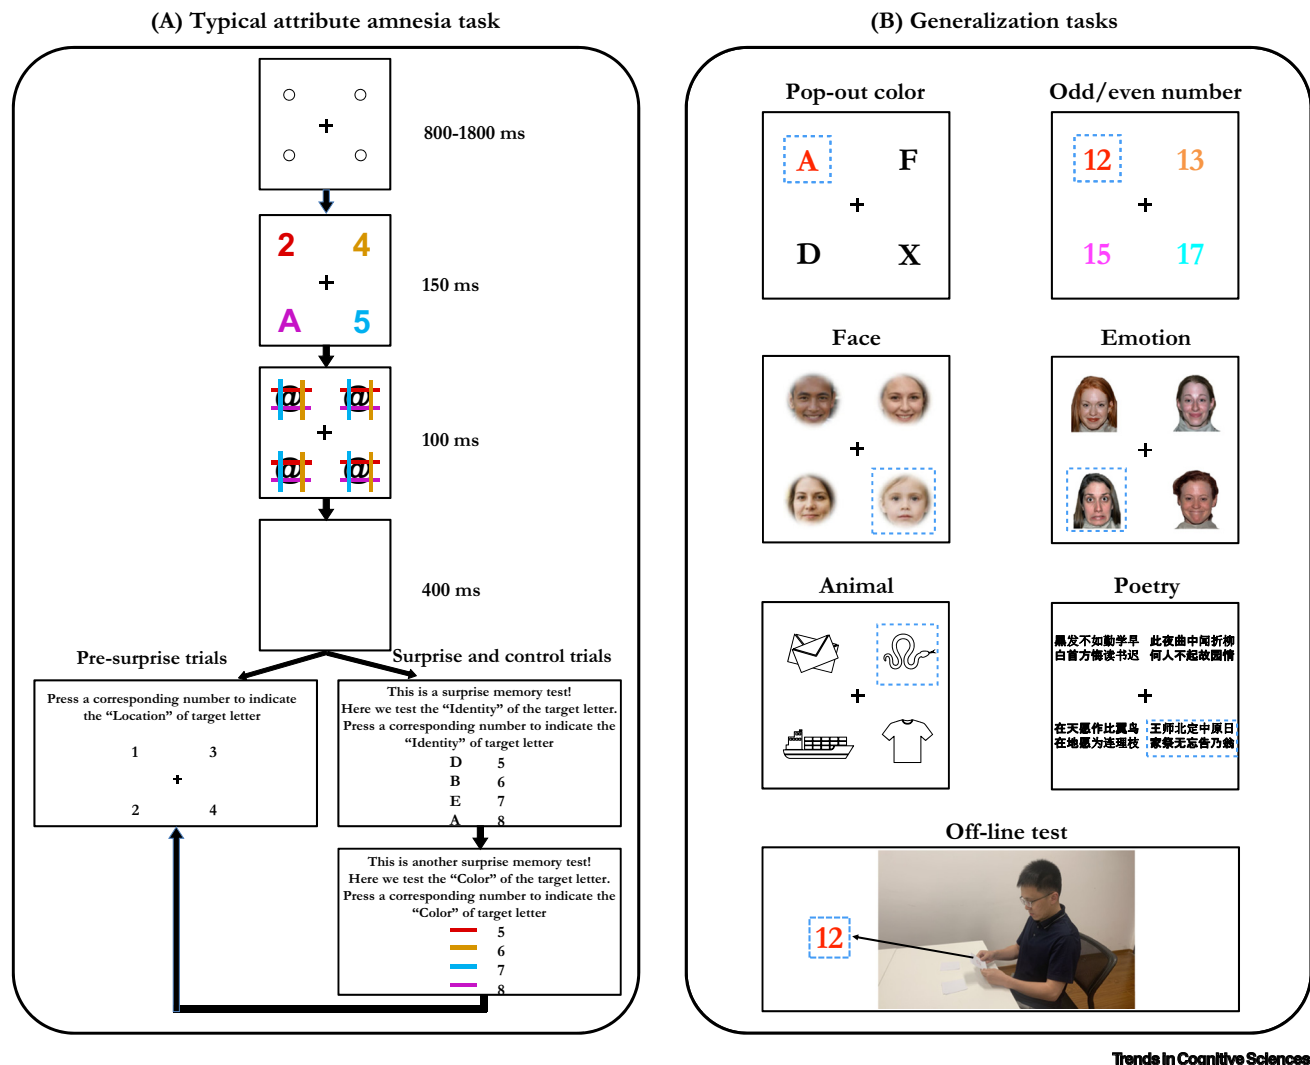 (A) Typical attribute amnesia task
800-1800 ms
2 4
A 5
150 ms
@ @
@ @
100 ms
400 ms
Pre-surprise trials
Press a corresponding number to indicate
the “Location” of target letter
1 3
2 4
Surprise and control trials
This is a surprise memory test!
Here we test the “Identity” of the target letter.
Press a corresponding number to indicate the
“Identity” of target letter
D 5
B 6
E 7
A 8
This is another surprise memory test!
Here we test the “Color” of the target letter.
Press a corresponding number to indicate the
“Color” of target letter
5
6
7
8
(B) Generalization tasks
Pop-out color
A F
D X
Odd/even number
12 13
15 17
Face
Emotion
Animal
Poetry
黑发不如勤学早 此夜曲中闻折柳
白首方悔读书迟 何人不起故园情
在天愿作比翼鸟 王师北定中原日
在地愿为连理枝 家祭无忘告乃翁
Off-line test
12
Trends in Cognitive Sciences